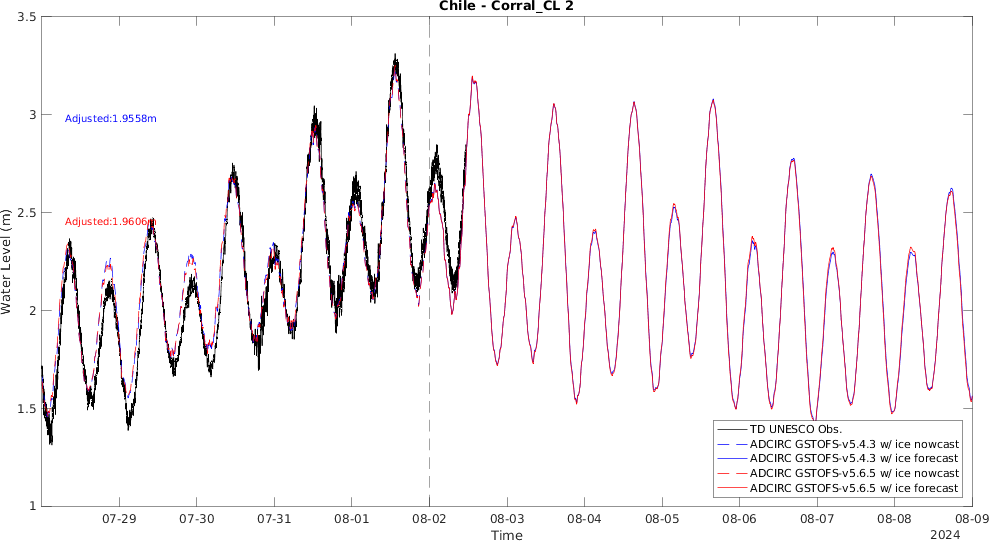 Chile - Corral_CL 2
3.5
3
2.5
2
1.5
1
Water Level (m)
Adjusted:1.9558m
Adjusted:1.9606m
TD UNESCO Obs.
ADCIRC GSTOFS-v5.4.3 w/ ice nowcast
ADCIRC GSTOFS-v5.4.3 w/ ice forecast
ADCIRC GSTOFS-v5.6.5 w/ ice nowcast
ADCIRC GSTOFS-v5.6.5 w/ ice forecast
07-29 07-30 07-31 08-01 08-02 08-03 08-04 08-05 08-06 08-07 08-08 08-09
Time
2024